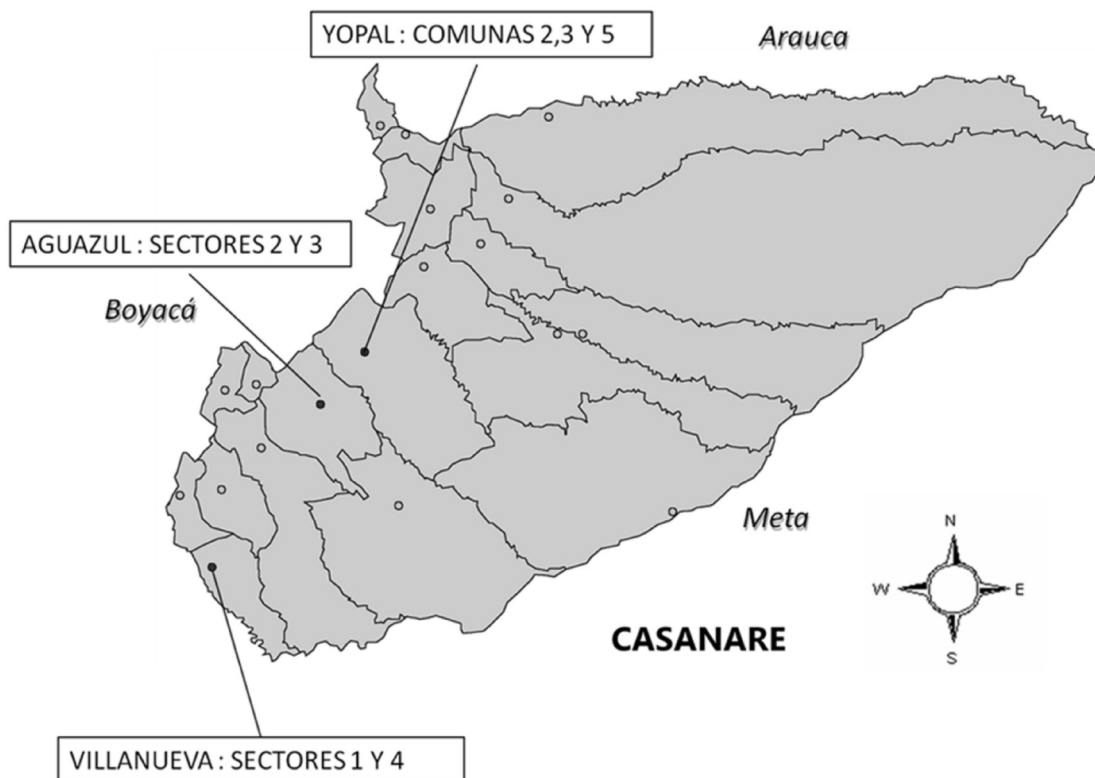 YOPAL : COMUNAS 2,3 Y 5
Arauca
AGUAZUL : SECTORES 2 Y 3
Boyacá
Meta
N
W E
S
CASANARE
VILLANUEVA : SECTORES 1 Y 4